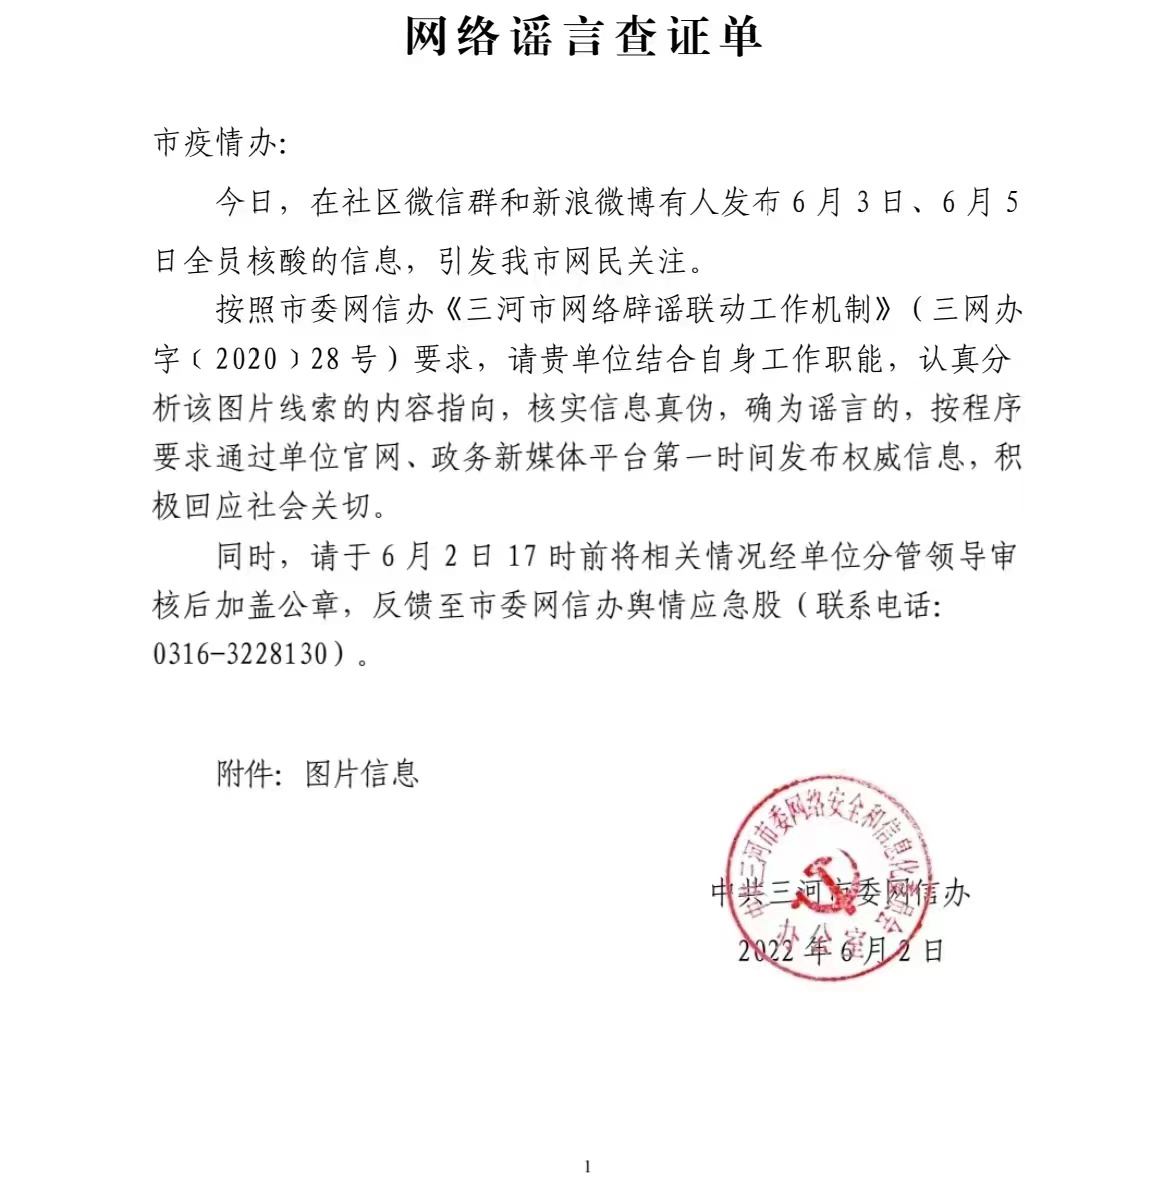 网络谣言查证单
市疫情办:
今日，在社区微信群和新浪微博有人发布6月3日、6月5
日全员核酸的信息，引发我市网民关注。
按照市委网信办《三河市网络辟谣联动工作机制》（三网办
字﹝2020﹞28号）要求，请贵单位结合自身工作职能，认真分
析该图片线索的内容指向，核实信息真伪，确为谣言的，按程序
要求通过单位官网、政务新媒体平台第一时间发布权威信息，积
极回应社会关切。
同时，请于6月2日17时前将相关情况经单位分管领导审
核后加盖公章，反馈至市委网信办舆情应急股（联系电话:
0316-3228130）。
附件: 图片信息
中共三河市委网络安全和信息化委员会
办公室
中共三河市委网信办
2022年6月2日
1